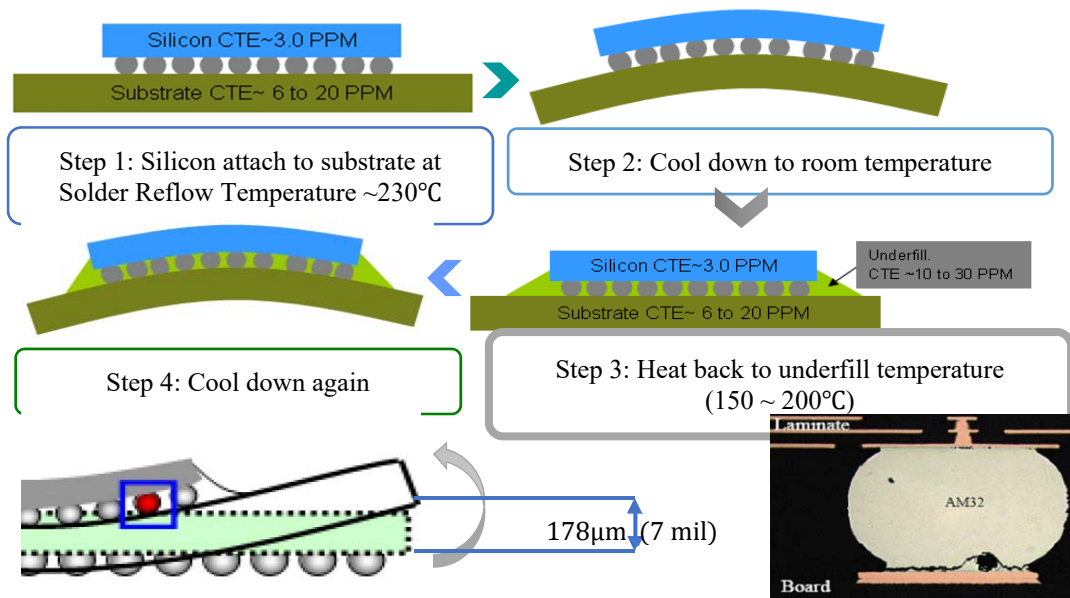 Silicon CTE~3.0 PPM
Substrate CTE~ 6 to 20 PPM
Step 1: Silicon attach to substrate at
Solder Reflow Temperature ~230℃
Step 2: Cool down to room temperature
Underfill.
CTE ~10 to 30 PPM
Silicon CTE~3.0 PPM
Substrate CTE~ 6 to 20 PPM
Step 3: Heat back to underfill temperature
(150 ~ 200℃)
Step 4: Cool down again
178μm (7 mil)
Laminate
AM32
Board